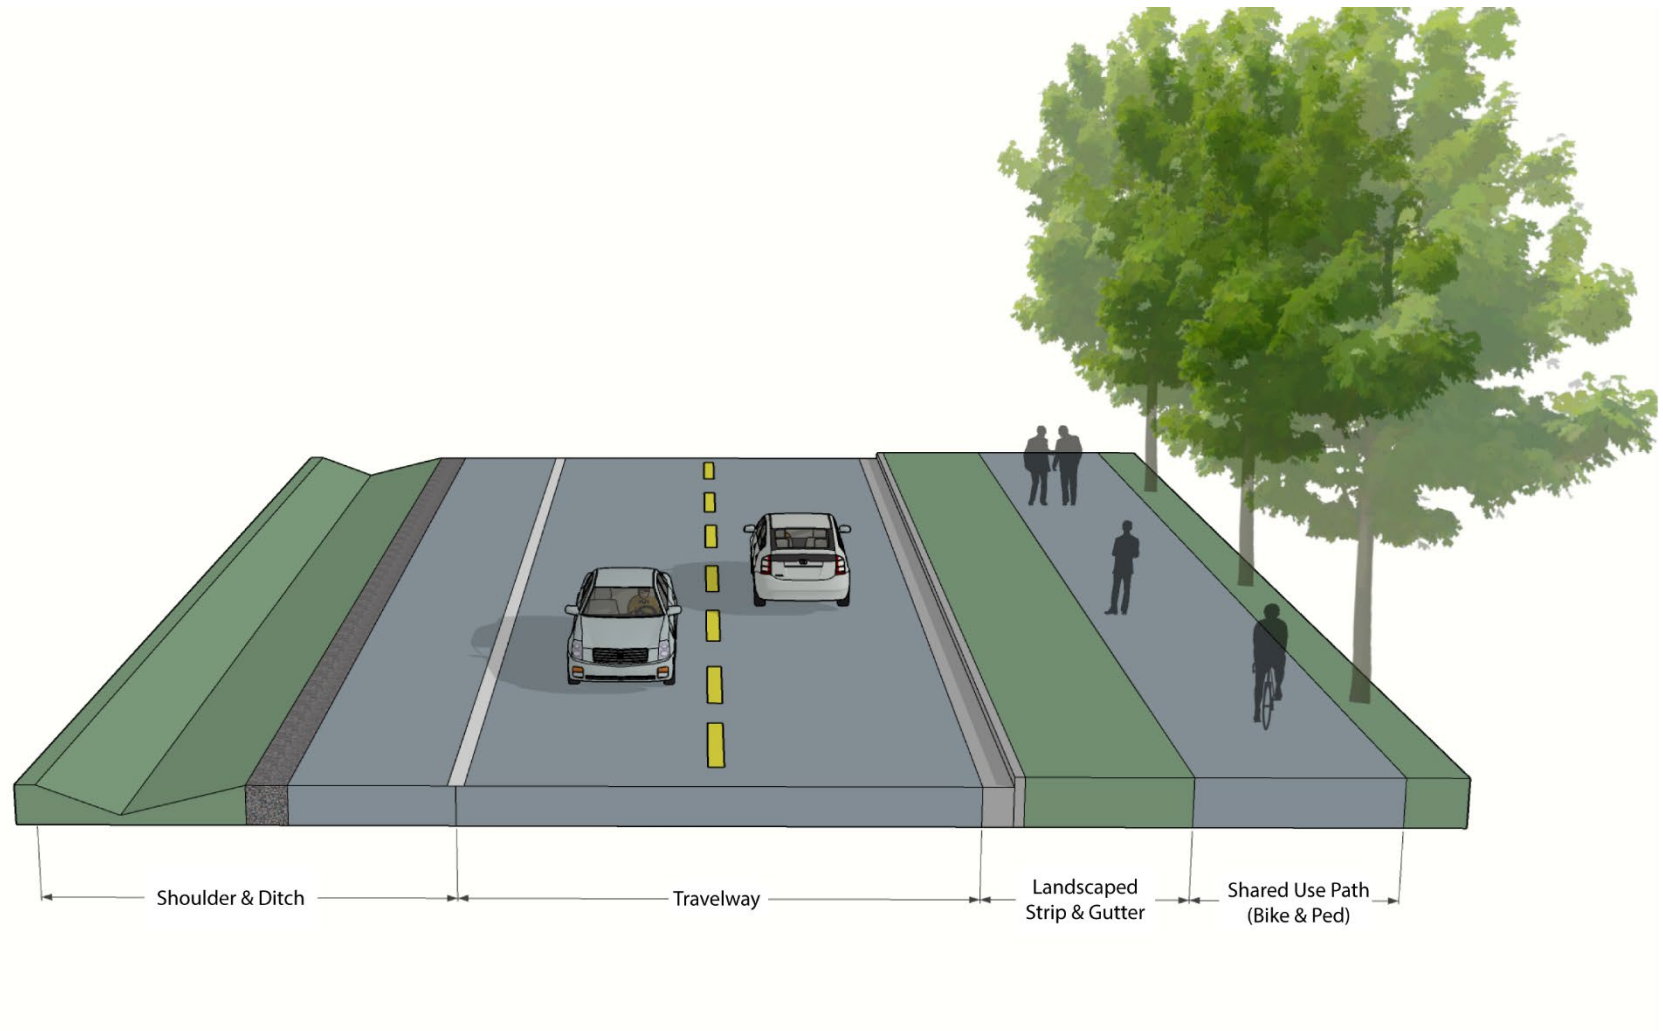 Shoulder & Ditch
Travelway
Landscaped
Strip & Gutter
Shared Use Path
(Bike & Ped)